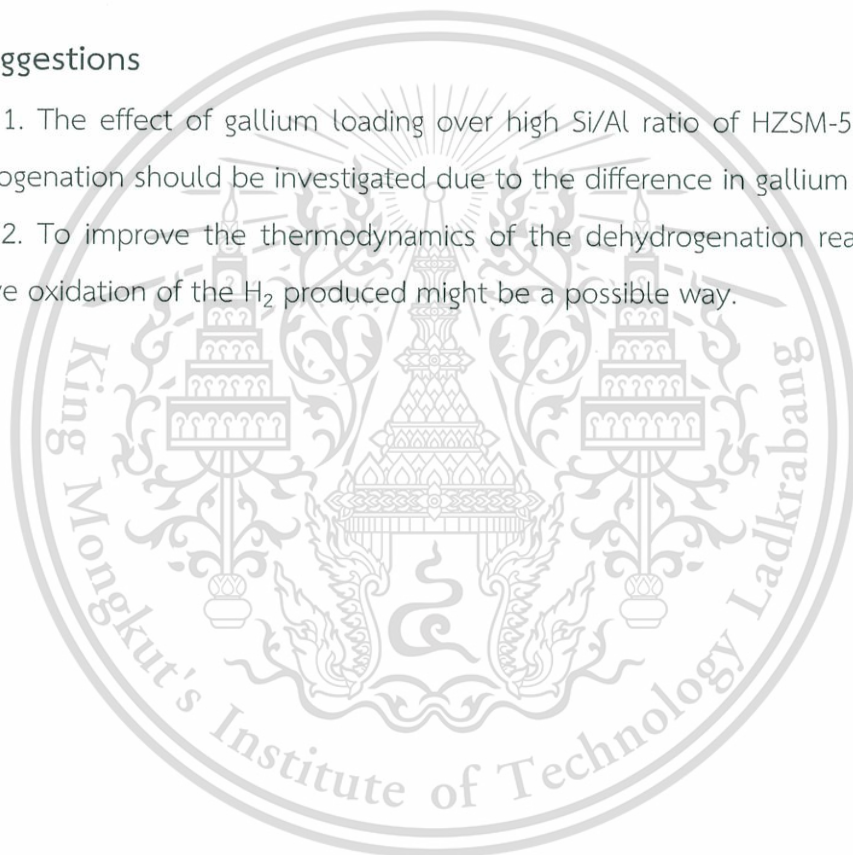 ggestions
1. The effect of gallium loading over high Si/Al ratio of HZSM-5
ogenation should be investigated due to the difference in gallium
2. To improve the thermodynamics of the dehydrogenation rea
ve oxidation of the H₂ produced might be a possible way.
King Mongkut's Institute of Technology Ladkrabang